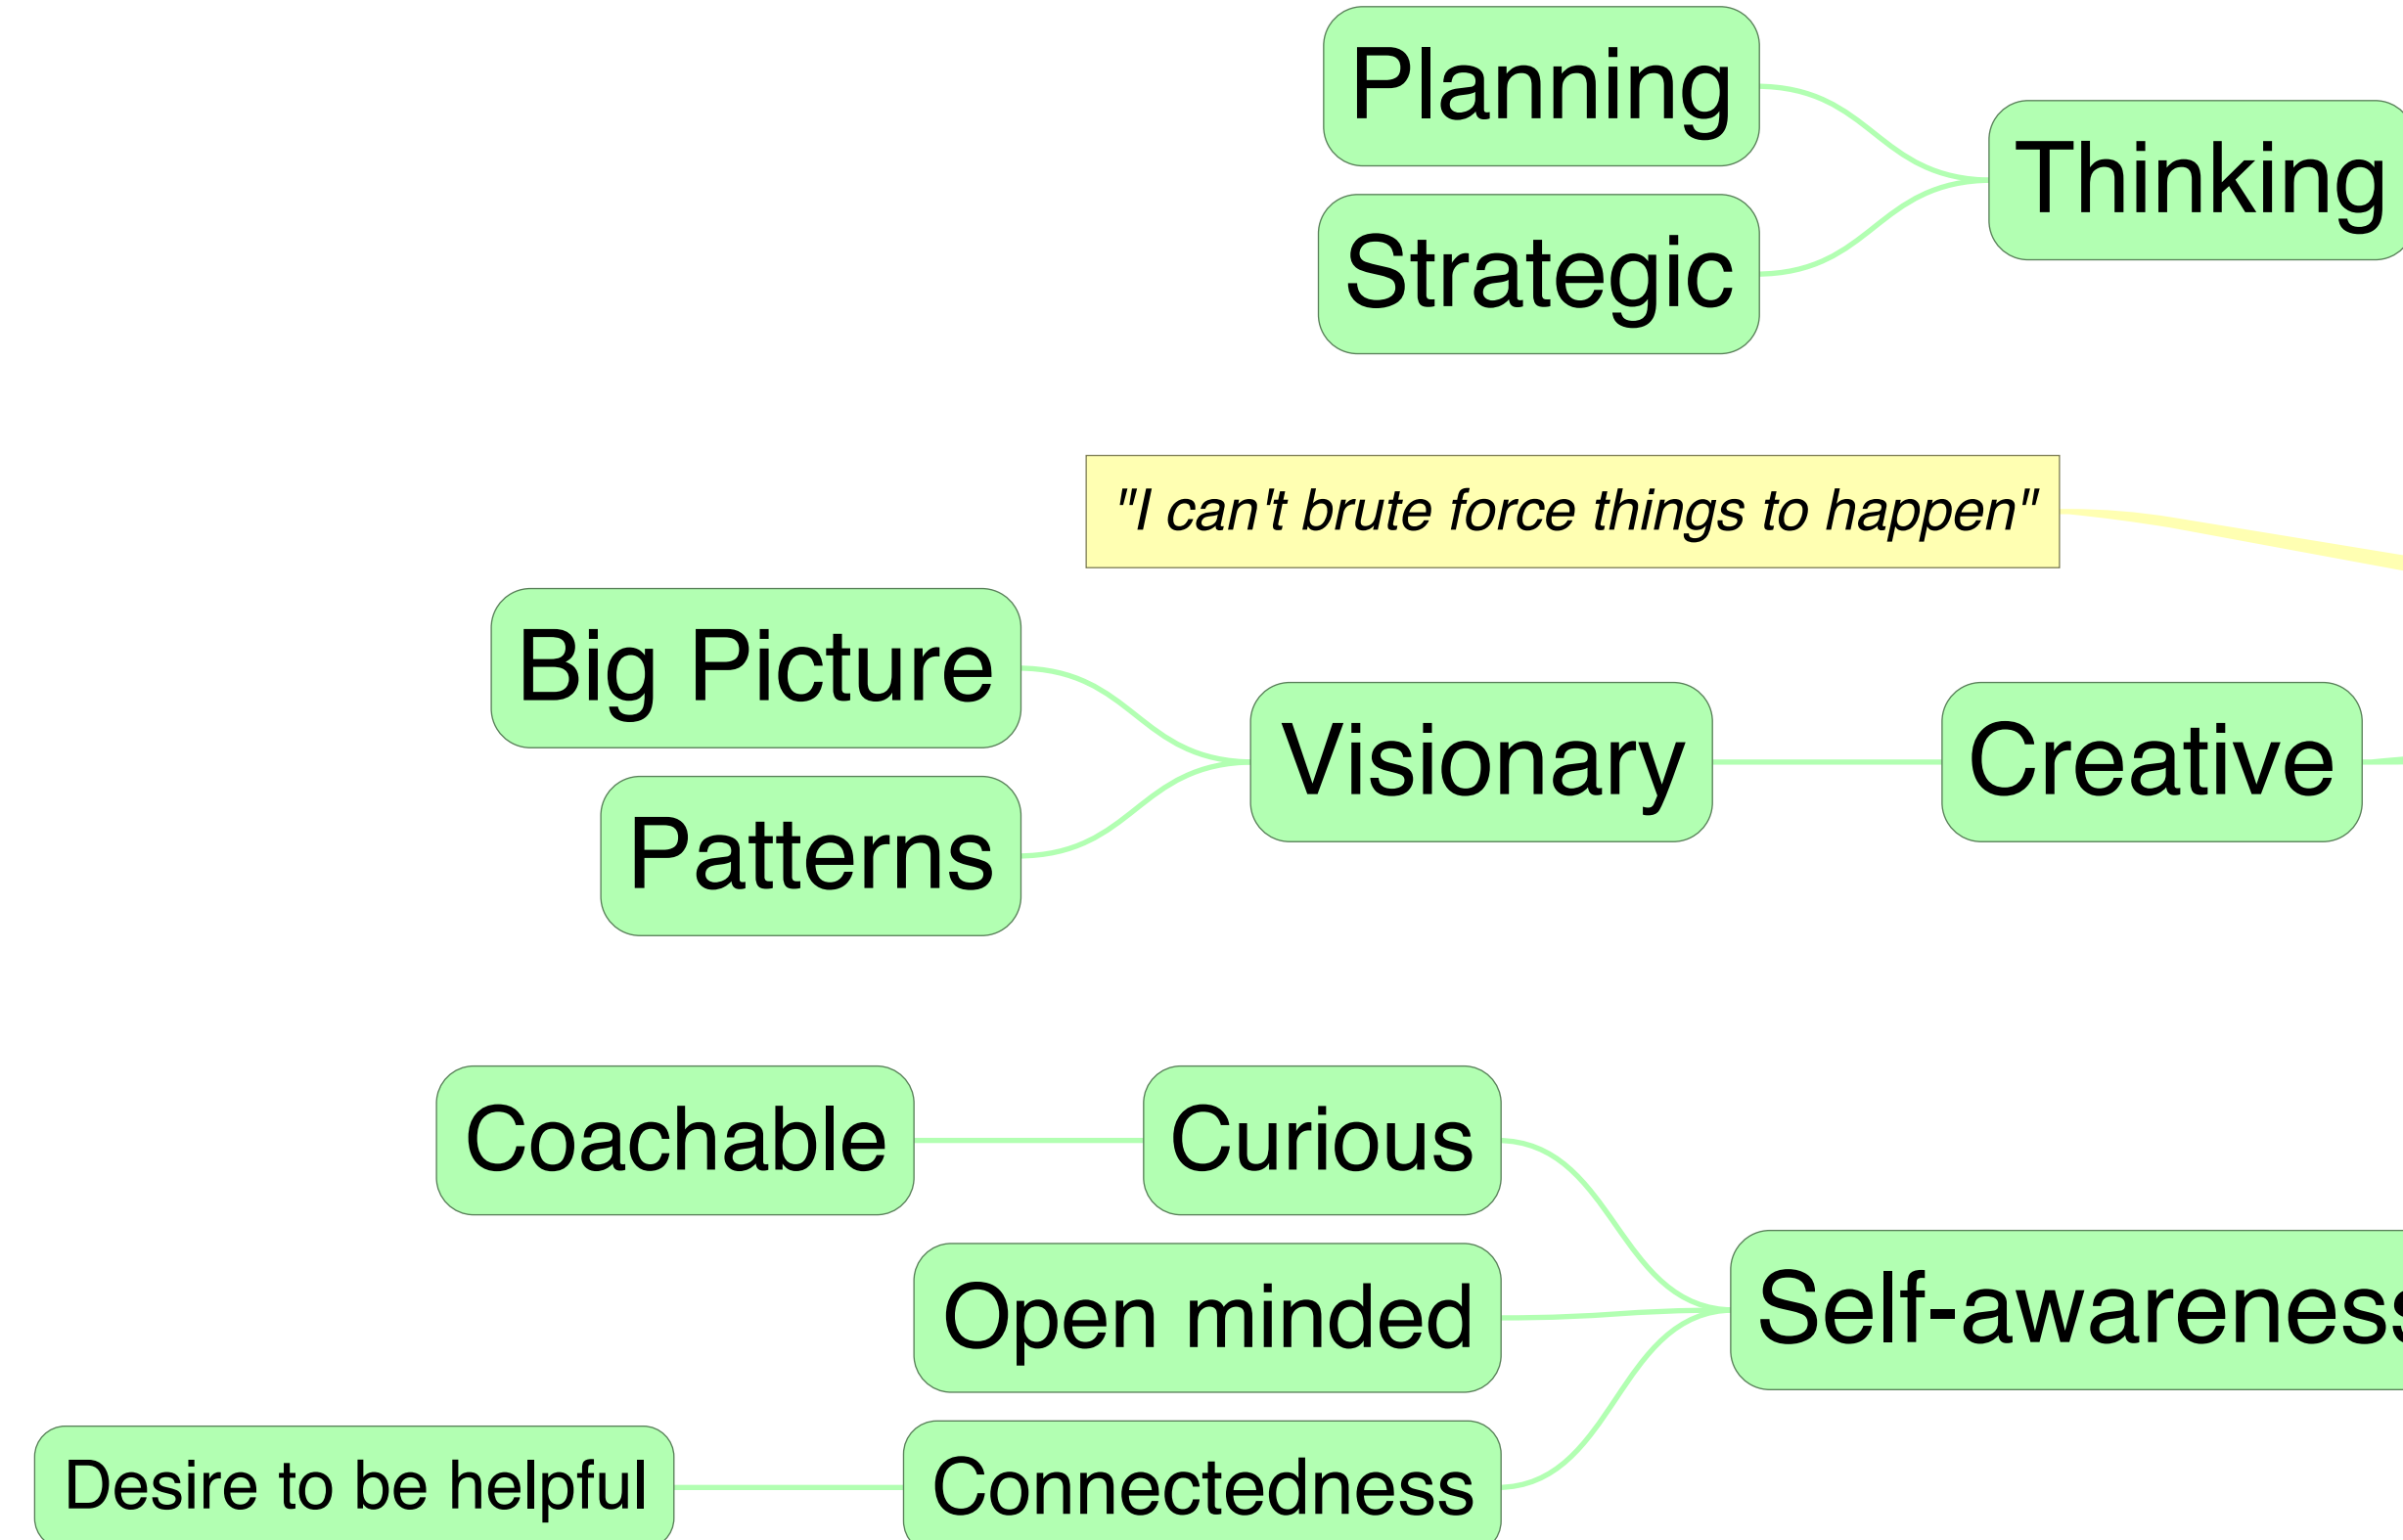 Planning
Thinking
Strategic
"I can't brute force things to happen"
Big Picture
Visionary
Creative
Patterns
Coachable
Curious
Open minded
Self-awareness
Desire to be helpful
Connectedness